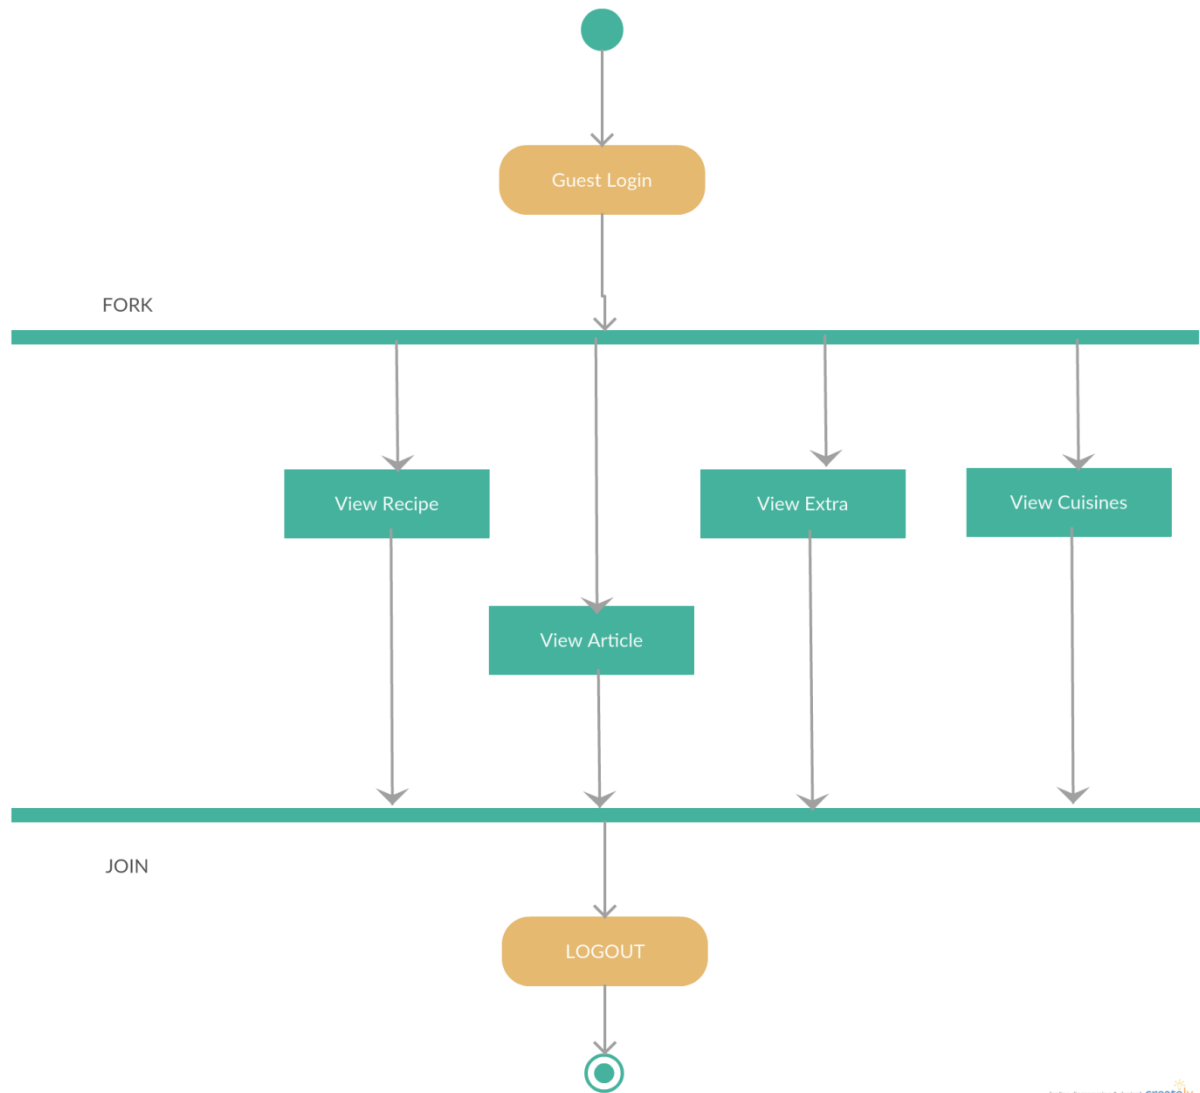 Guest Login
FORK
View Recipe
View Extra
View Cuisines
View Article
JOIN
LOGOUT